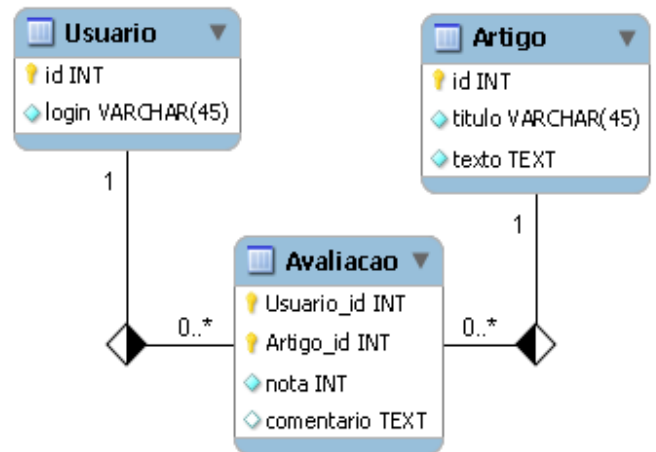 Usuario
id INT
login VARCHAR(45)
Artigo
id INT
titulo VARCHAR(45)
texto TEXT
1
1
Avaliacao
Usuario_id INT
Artigo_id INT
nota INT
comentario TEXT
0..*
0..*